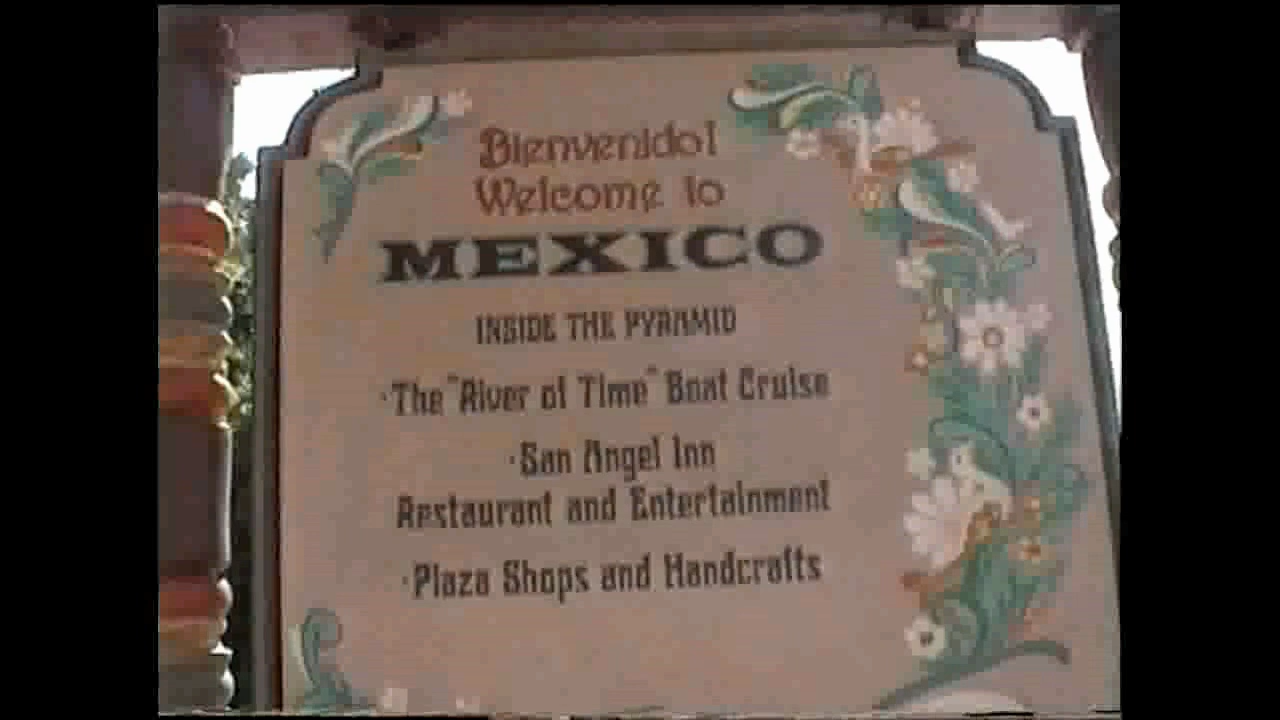 Bienvenido!
Welcome to
MEXICO
INSIDE THE PYRAMID
·The "River of Time" Boat Cruise
·San Angel Inn
Restaurant and Entertainment
·Plaza Shops and Handcrafts